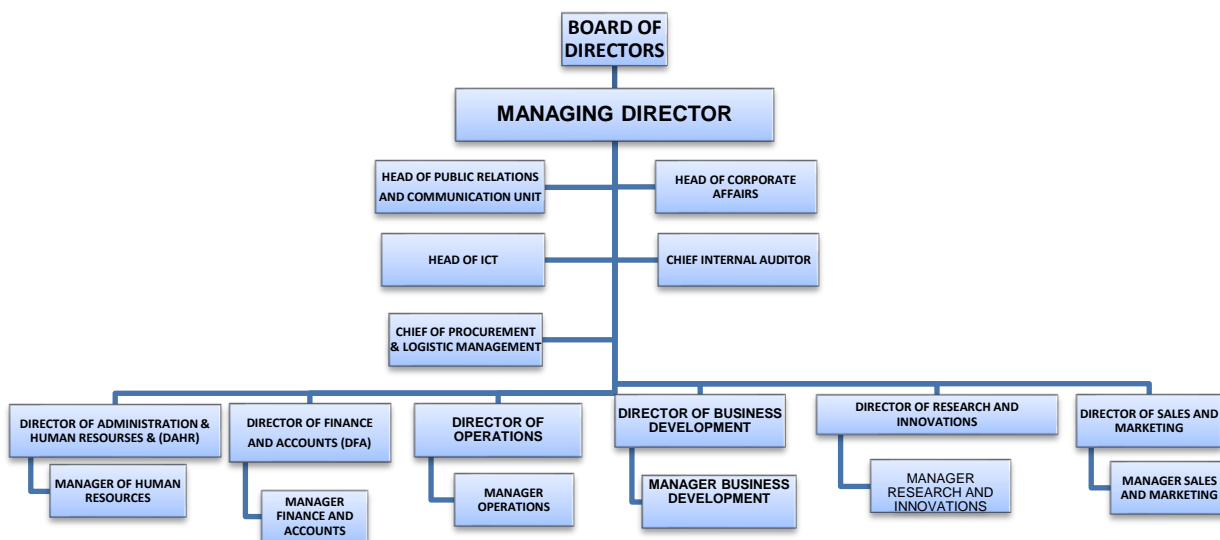 BOARD OF
DIRECTORS
MANAGING DIRECTOR
HEAD OF PUBLIC RELATIONS
AND COMMUNICATION UNIT
HEAD OF CORPORATE
AFFAIRS
HEAD OF ICT
CHIEF INTERNAL AUDITOR
CHIEF OF PROCUREMENT
& LOGISTIC MANAGEMENT
DIRECTOR OF ADMINISTRATION &
HUMAN RESOURSES & (DAHR)
DIRECTOR OF FINANCE
AND ACCOUNTS (DFA)
DIRECTOR OF
OPERATIONS
DIRECTOR OF BUSINESS
DEVELOPMENT
DIRECTOR OF RESEARCH AND
INNOVATIONS
DIRECTOR OF SALES AND
MARKETING
MANAGER OF HUMAN
RESOURCES
MANAGER
FINANCE AND
ACCOUNTS
MANAGER
OPERATIONS
MANAGER BUSINESS
DEVELOPMENT
MANAGER
RESEARCH AND
INNOVATIONS
MANAGER SALES
AND MARKETING